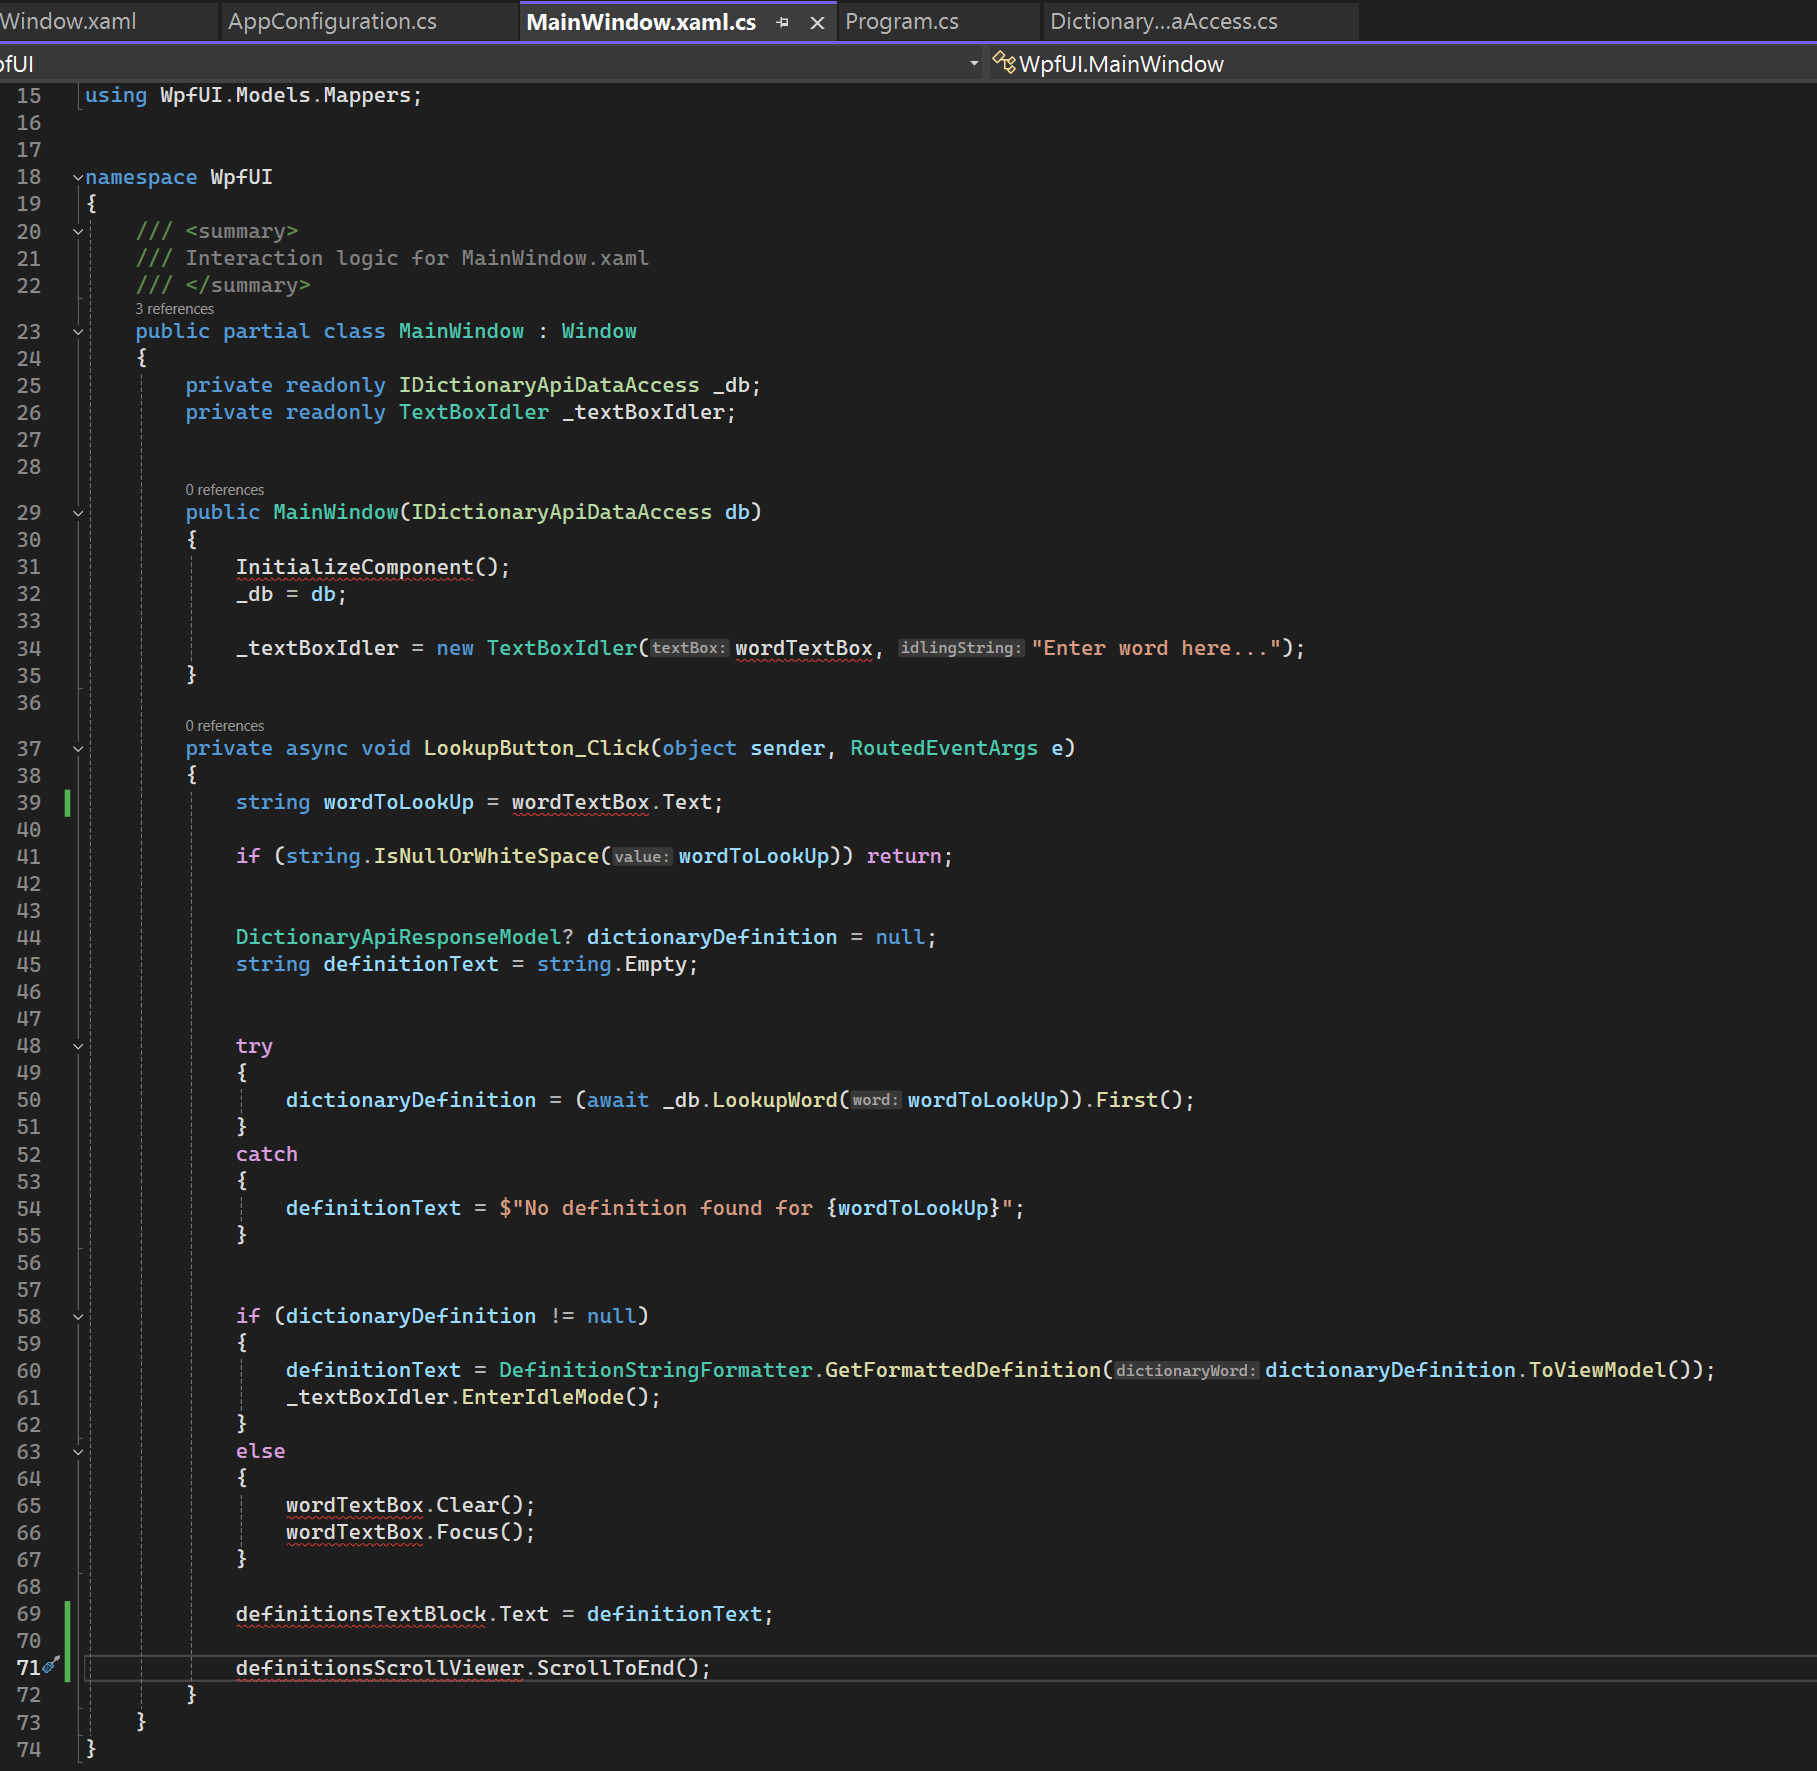 Window.xaml AppConfiguration.cs MainWindow.xaml.cs Program.cs Dictionary...aAccess.cs
pfUI WpfUI.MainWindow
15 using WpfUI.Models.Mappers;
16
17
18 namespace WpfUI
19 {
20 /// <summary>
21 /// Interaction logic for MainWindow.xaml
22 /// </summary>
3 references
23 public partial class MainWindow : Window
24 {
25 private readonly IDictionaryApiDataAccess _db;
26 private readonly TextBoxIdler _textBoxIdler;
27
28
0 references
29 public MainWindow(IDictionaryApiDataAccess db)
30 {
31 InitializeComponent();
32 _db = db;
33
34 _textBoxIdler = new TextBoxIdler(textBox: wordTextBox, idlingString: "Enter word here...");
35 }
36
0 references
37 private async void LookupButton_Click(object sender, RoutedEventArgs e)
38 {
39 string wordToLookUp = wordTextBox.Text;
40
41 if (string.IsNullOrWhiteSpace(value: wordToLookUp)) return;
42
43
44 DictionaryApiResponseModel? dictionaryDefinition = null;
45 string definitionText = string.Empty;
46
47
48 try
49 {
50 dictionaryDefinition = (await _db.LookupWord(word: wordToLookUp)).First();
51 }
52 catch
53 {
54 definitionText = $"No definition found for {wordToLookUp}";
55 }
56
57
58 if (dictionaryDefinition != null)
59 {
60 definitionText = DefinitionStringFormatter.GetFormattedDefinition(dictionaryWord: dictionaryDefinition.ToViewModel());
61 _textBoxIdler.EnterIdleMode();
62 }
63 else
64 {
65 wordTextBox.Clear();
66 wordTextBox.Focus();
67 }
68
69 definitionsTextBlock.Text = definitionText;
70
71 definitionsScrollViewer.ScrollToEnd();
72 }
73 }
74 }